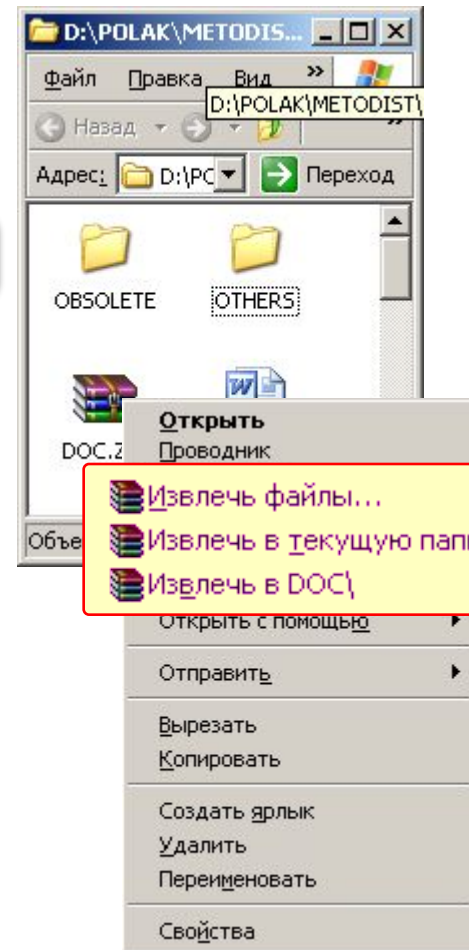 D:\POLAK\METODIS...
Файл Правка Вид »
D:\POLAK\METODIST\
Назад »
Адрес: D:\PC Переход
OBSOLETE OTHERS
DOC.Z
Открыть
Проводник
Извлечь файлы...
Извлечь в текущую пап
Объе
Извлечь в DOC\
Открыть с помощью
Отправить
Вырезать
Копировать
Создать ярлык
Удалить
Переименовать
Свойства